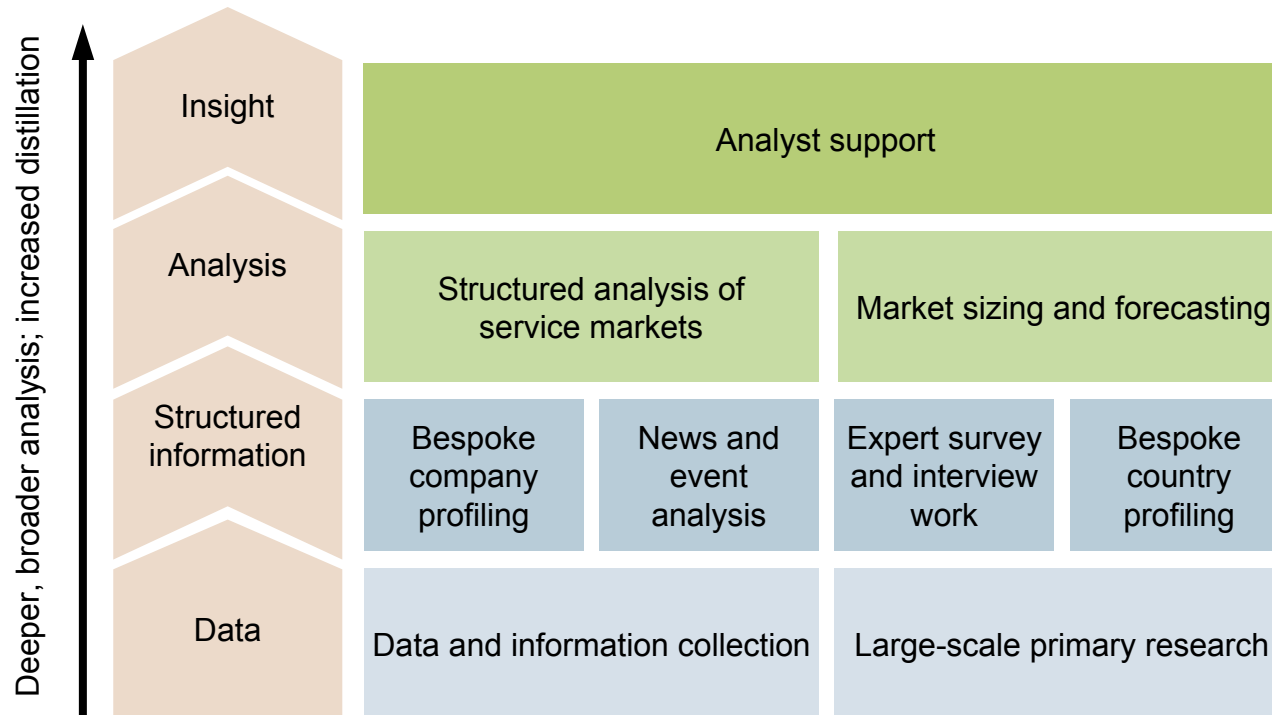 Deeper, broader analysis; increased distillation
Insight
Analyst support
Analysis
Structured analysis of
service markets
Market sizing and forecasting
Structured
information
Bespoke
company
profiling
News and
event
analysis
Expert survey
and interview
work
Bespoke
country
profiling
Data
Data and information collection
Large-scale primary research